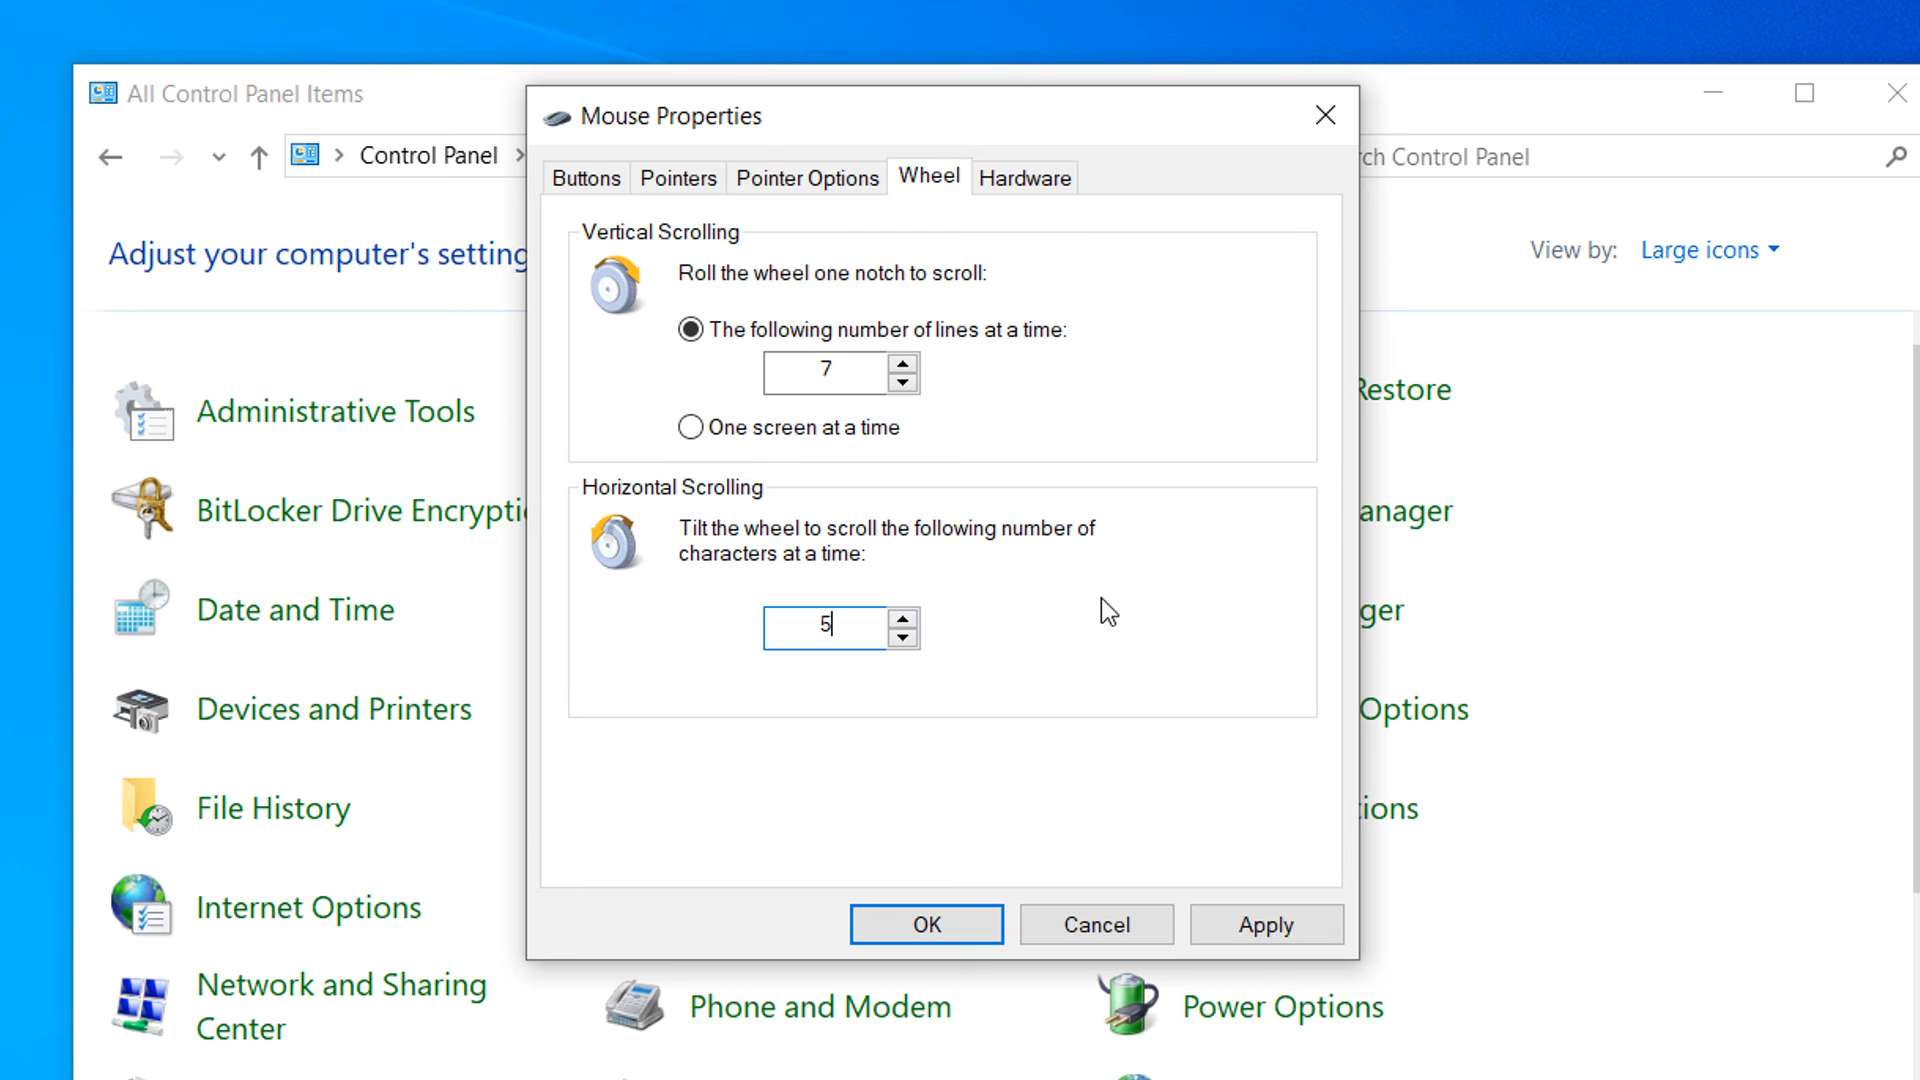 All Control Panel Items
Mouse Properties
Control Panel
Search Control Panel
Buttons
Pointers
Pointer Options
Wheel
Hardware
Adjust your computer's setting
View by:
Large icons
Vertical Scrolling
Roll the wheel one notch to scroll:
The following number of lines at a time:
7
One screen at a time
Horizontal Scrolling
Tilt the wheel to scroll the following number of
characters at a time:
5
OK
Cancel
Apply
Administrative Tools
Restore
BitLocker Drive Encryptio
anager
Date and Time
ger
Devices and Printers
Options
File History
tions
Internet Options
Network and Sharing
Center
Phone and Modem
Power Options